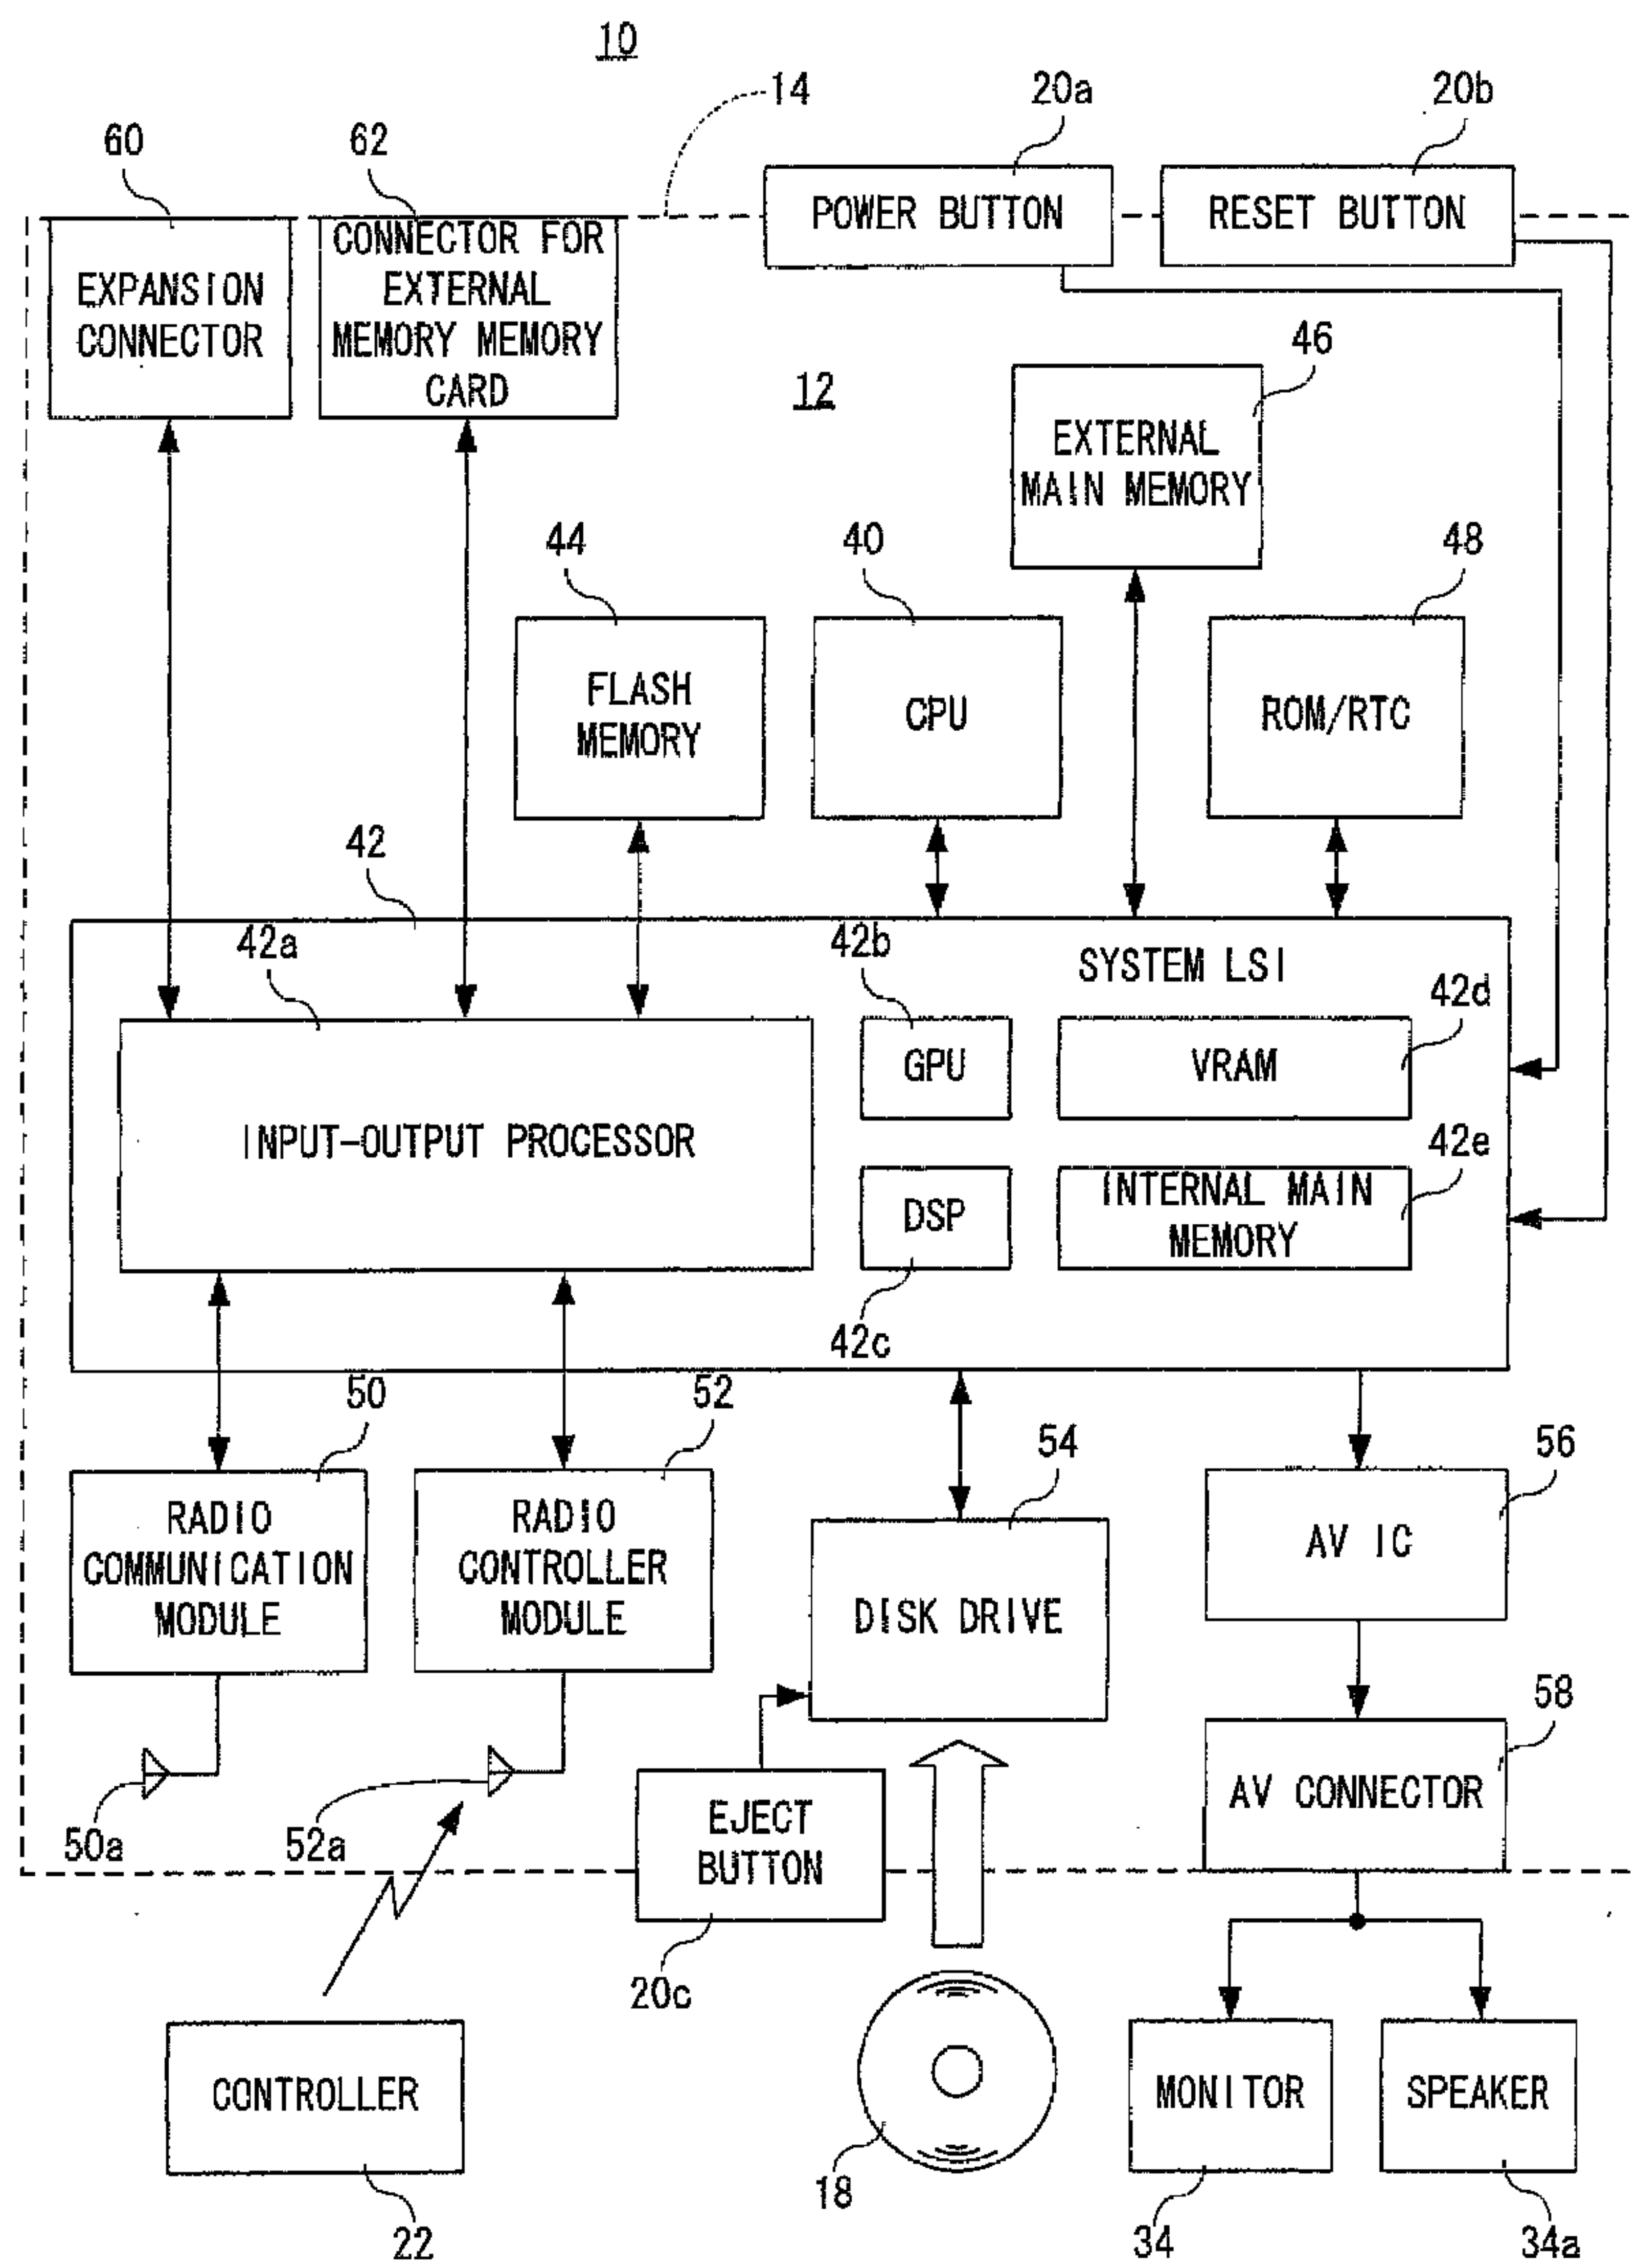 10
14
20a
20b
60
62
POWER BUTTON
RESET BUTTON
EXPANSION
CONNECTOR
CONNECTOR FOR
EXTERNAL
MEMORY MEMORY
CARD
12
46
EXTERNAL
MAIN MEMORY
44
40
48
FLASH
MEMORY
CPU
ROM/RTC
42
42a
42b
SYSTEM LSI
42d
GPU
VRAM
INPUT-OUTPUT PROCESSOR
42e
DSP
INTERNAL MAIN
MEMORY
42c
50
52
54
56
RADIO
COMMUNICATION
MODULE
RADIO
CONTROLLER
MODULE
DISK DRIVE
AV IC
58
50a
52a
EJECT
BUTTON
AV CONNECTOR
20c
CONTROLLER
MONITOR
SPEAKER
18
22
34
34a